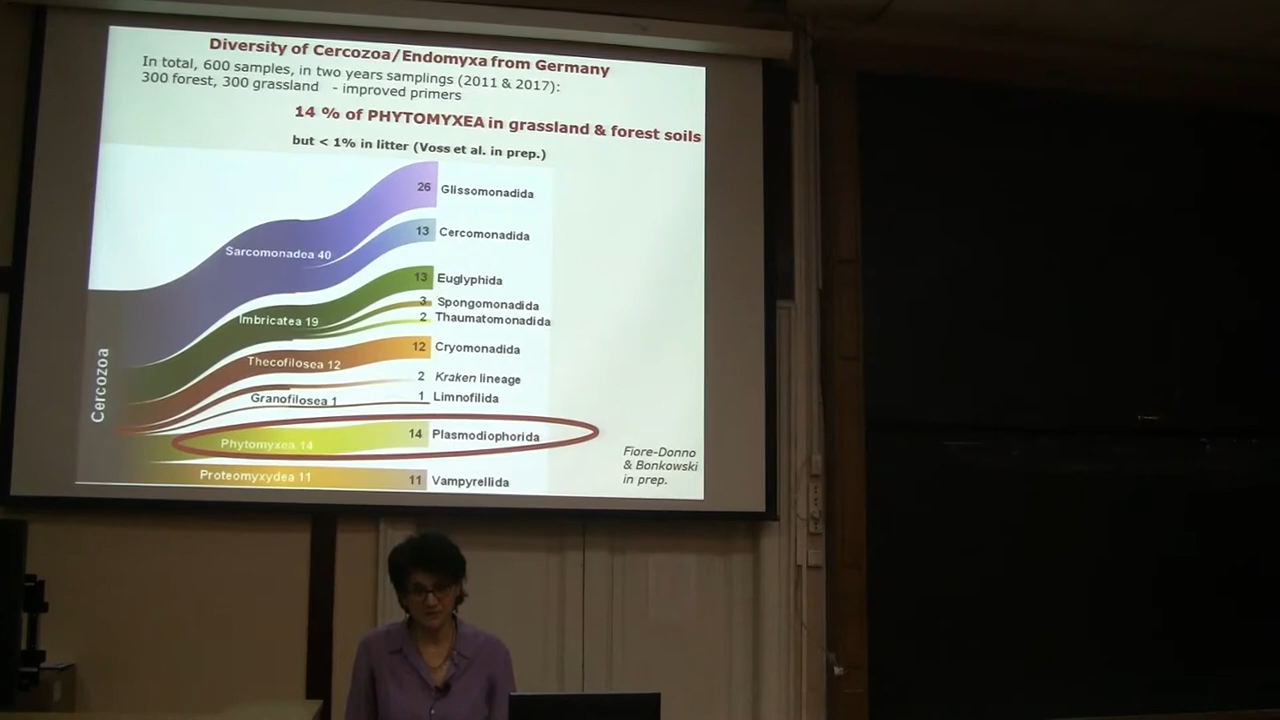 Diversity of Cercozoa/Endomyxa from Germany
In total, 600 samples, in two years samplings (2011 & 2017):
300 forest, 300 grassland - improved primers
14 % of PHYTOMYXEA in grassland & forest soils
but < 1% in litter (Voss et al. in prep.)
26 Glissomonadida
Sarcomonadea 40
13 Cercomonadida
13 Euglyphida
3 Spongomonadida
Imbricatea 19
2 Thaumatomonadida
12 Cryomonadida
Thecofilosea 12
2 Kraken lineage
Granofilosea 1
1 Limnofilida
Cercozoa
14 Plasmodiophorida
Phytomyxea 14
Proteomyxydea 11
11 Vampyrellida
Fiore-Donno
& Bonkowski
in prep.